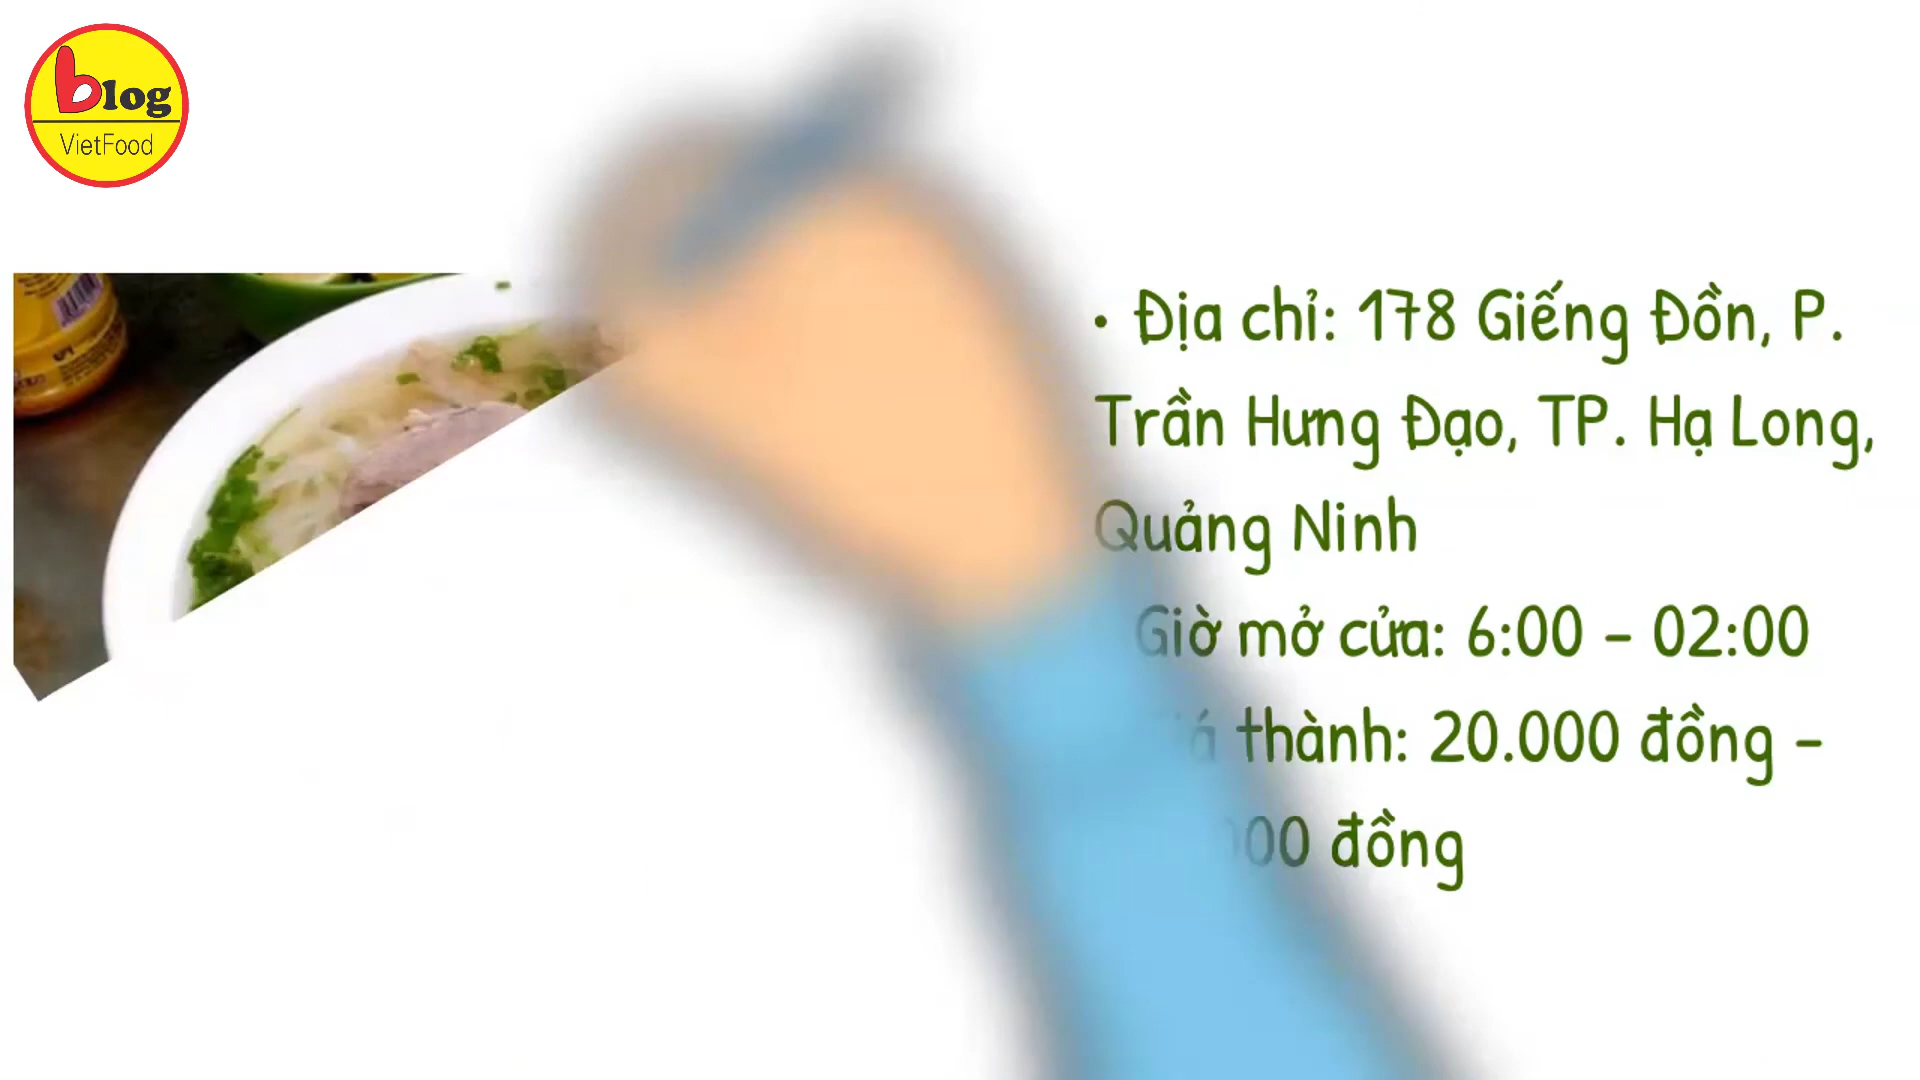 blog
VietFood
• Địa chỉ: 178 Giếng Đồn, P.
Trần Hưng Đạo, TP. Hạ Long,
Quảng Ninh
Giờ mở cửa: 6:00 – 02:00
thành: 20.000 đồng –
đồng